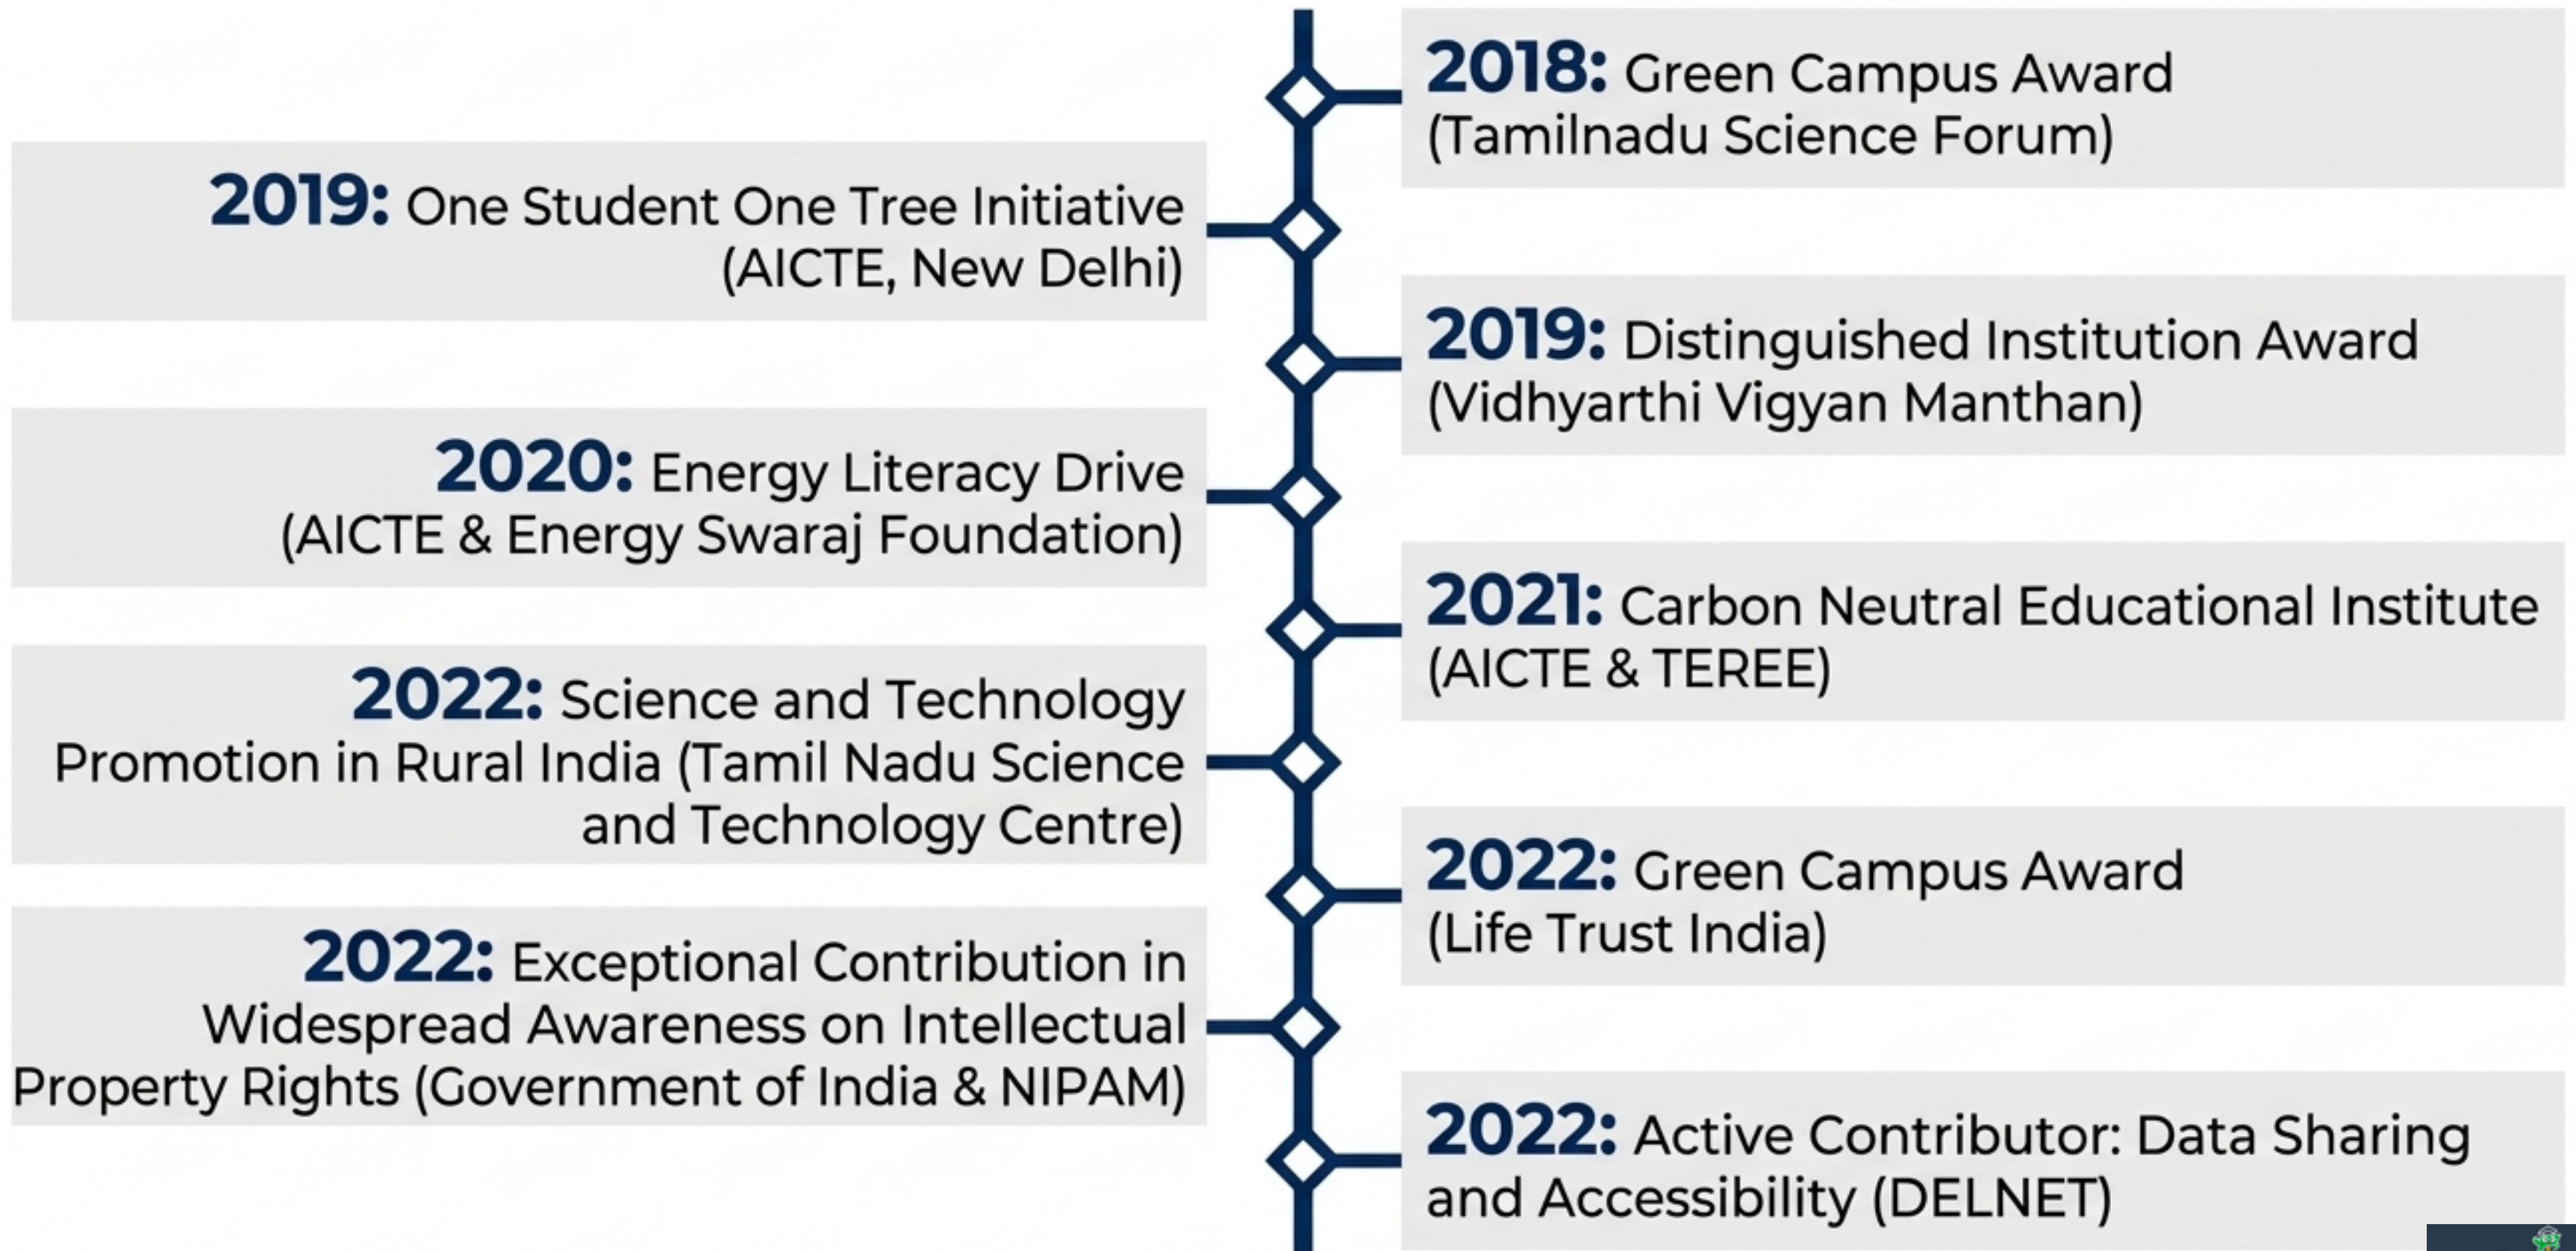 2018: Green Campus Award
(Tamilnadu Science Forum)
2019: One Student One Tree Initiative
(AICTE, New Delhi)
2019: Distinguished Institution Award
(Vidhyarthi Vigyan Manthan)
2020: Energy Literacy Drive
(AICTE & Energy Swaraj Foundation)
2021: Carbon Neutral Educational Institute
(AICTE & TEREE)
2022: Science and Technology
Promotion in Rural India (Tamil Nadu Science
and Technology Centre)
2022: Green Campus Award
(Life Trust India)
2022: Exceptional Contribution in
Widespread Awareness on Intellectual
Property Rights (Government of India & NIPAM)
2022: Active Contributor: Data Sharing
and Accessibility (DELNET)